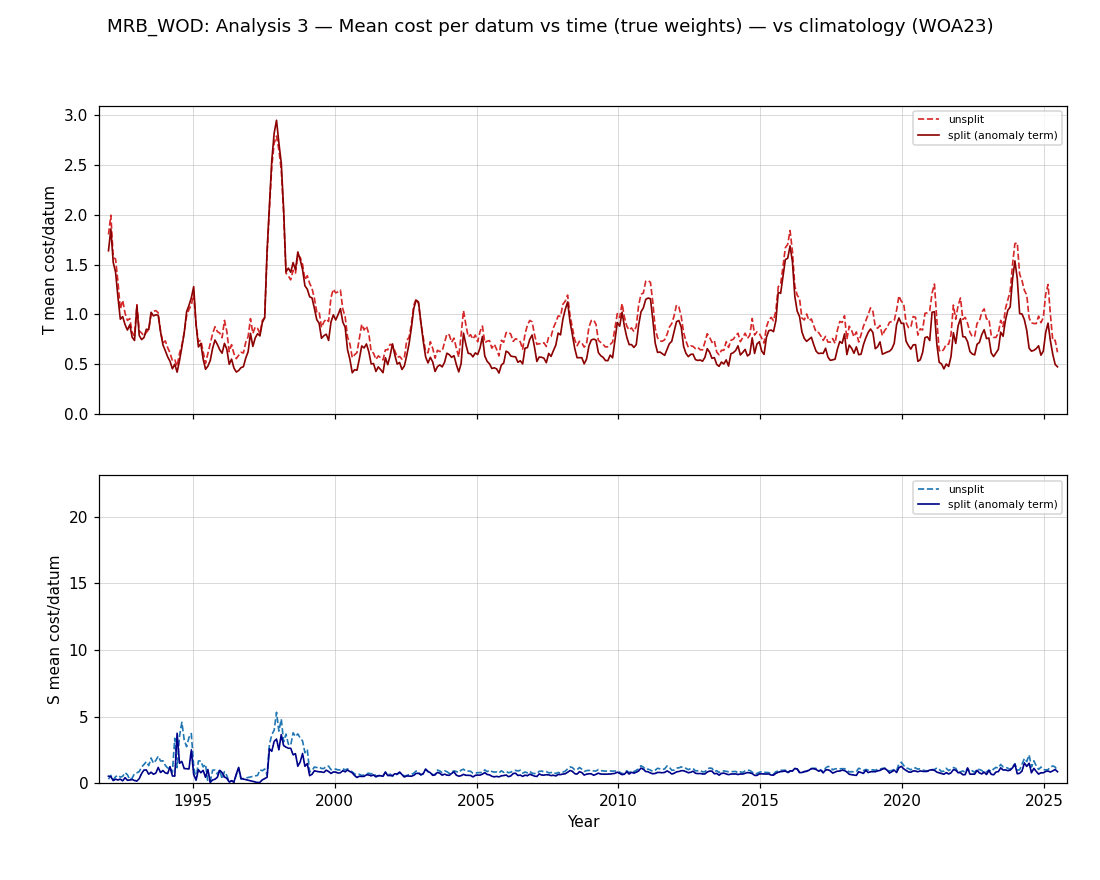 MRB_WOD: Analysis 3 — Mean cost per datum vs time (true weights) — vs climatology (WOA23)
T mean cost/datum
3.0
2.5
2.0
1.5
1.0
0.5
0.0
unsplit
split (anomaly term)
S mean cost/datum
20
15
10
5
0
unsplit
split (anomaly term)
1995
2000
2005
2010
2015
2020
2025
Year